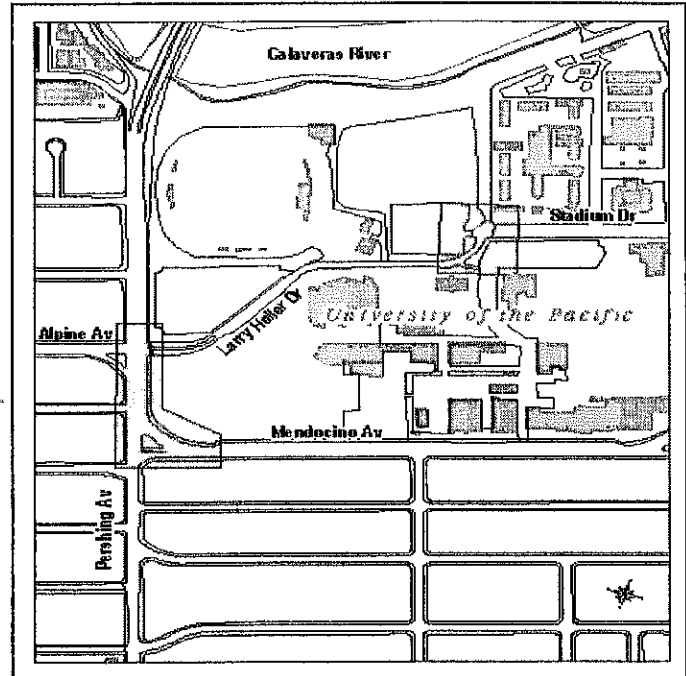 Calaveras River
Stadium Dr
University of the Pacific
Alpine Av
Larry Heller Dr
Mendocino Av
Pershing Av